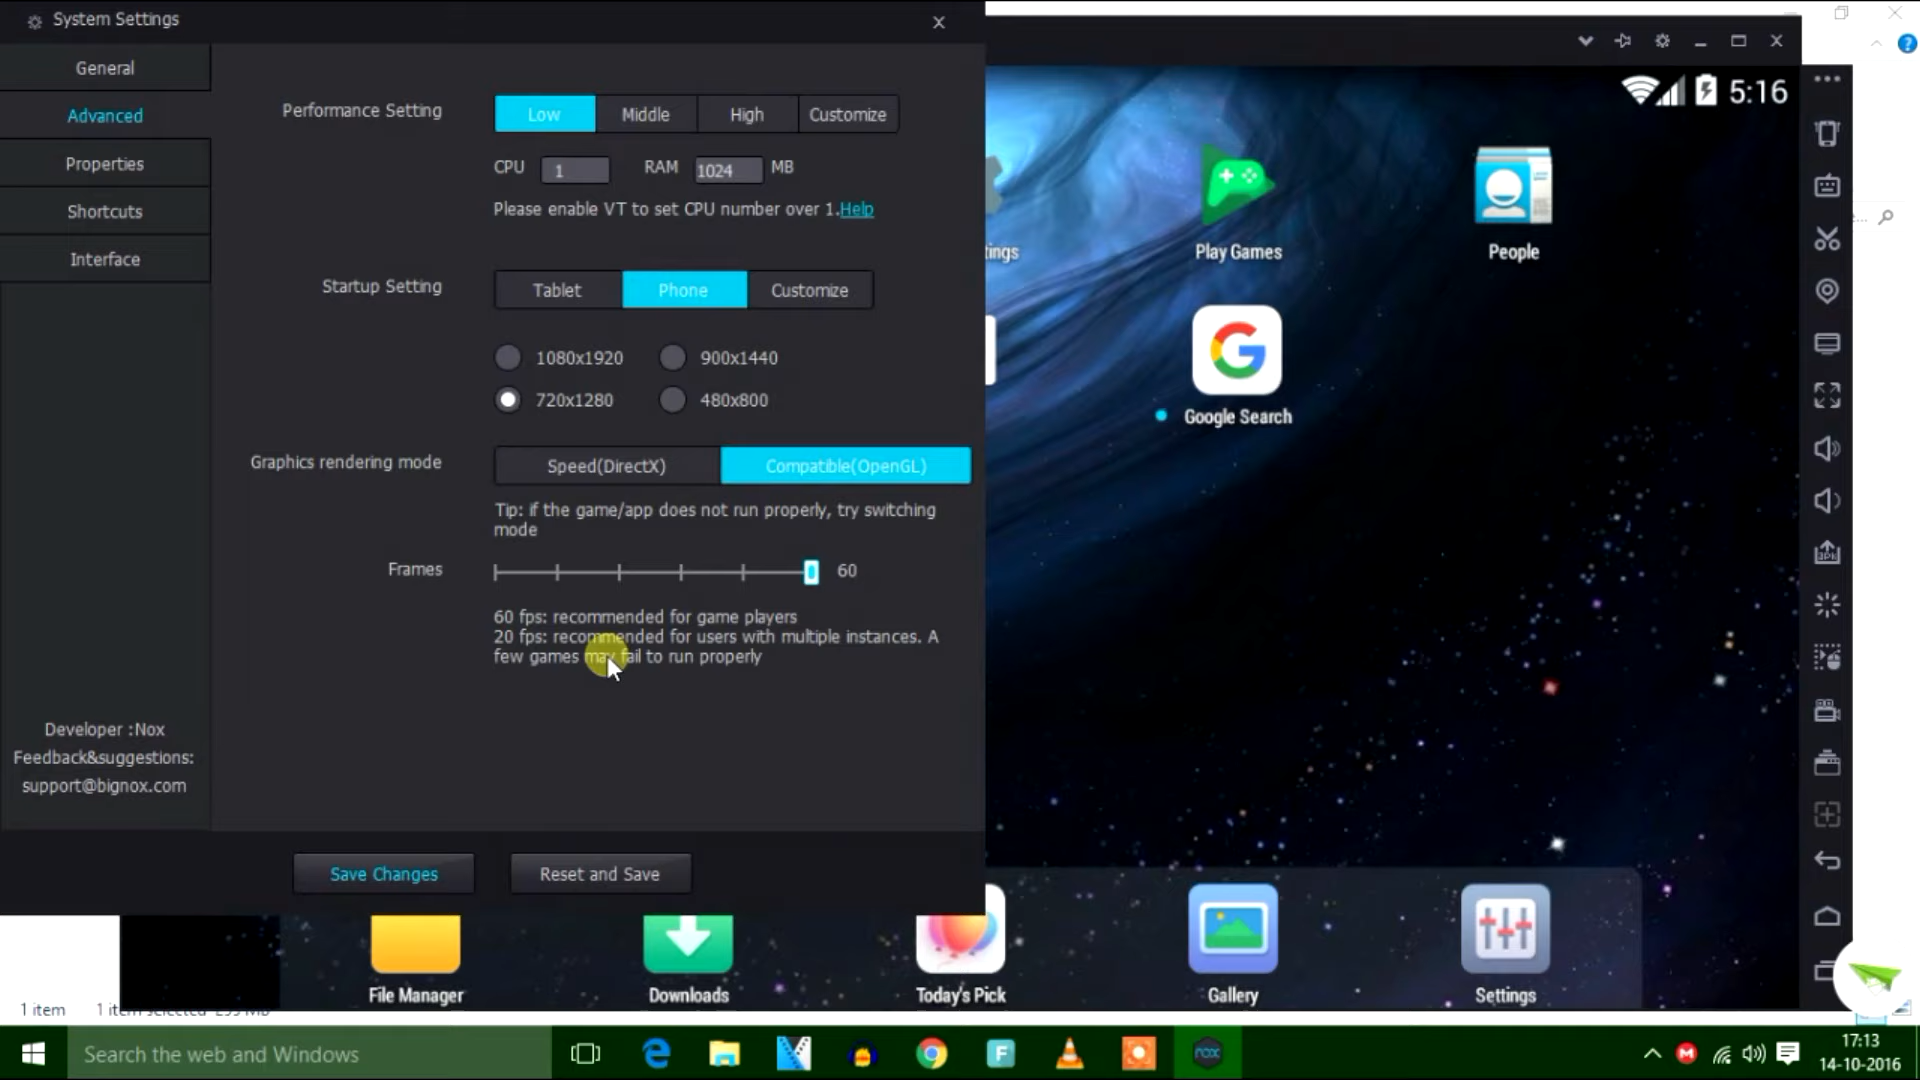 System Settings
General
Advanced
Properties
Shortcuts
Interface
Developer :Nox
Feedback&suggestions:
support@bignox.com
Performance Setting
Low Middle High Customize
CPU 1 RAM 1024 MB
Please enable VT to set CPU number over 1.Help
Startup Setting
Tablet Phone Customize
1080x1920 900x1440
720x1280 480x800
Graphics rendering mode
Speed(DirectX) Compatible(OpenGL)
Tip: if the game/app does not run properly, try switching
mode
Frames 60
60 fps: recommended for game players
20 fps: recommended for users with multiple instances. A
few games may fail to run properly
Save Changes Reset and Save
5:16
Play Games People
Google Search
File Manager Downloads Today's Pick Gallery Settings
1 item 1 item selected
Search the web and Windows
nox
17:13
14-10-2016